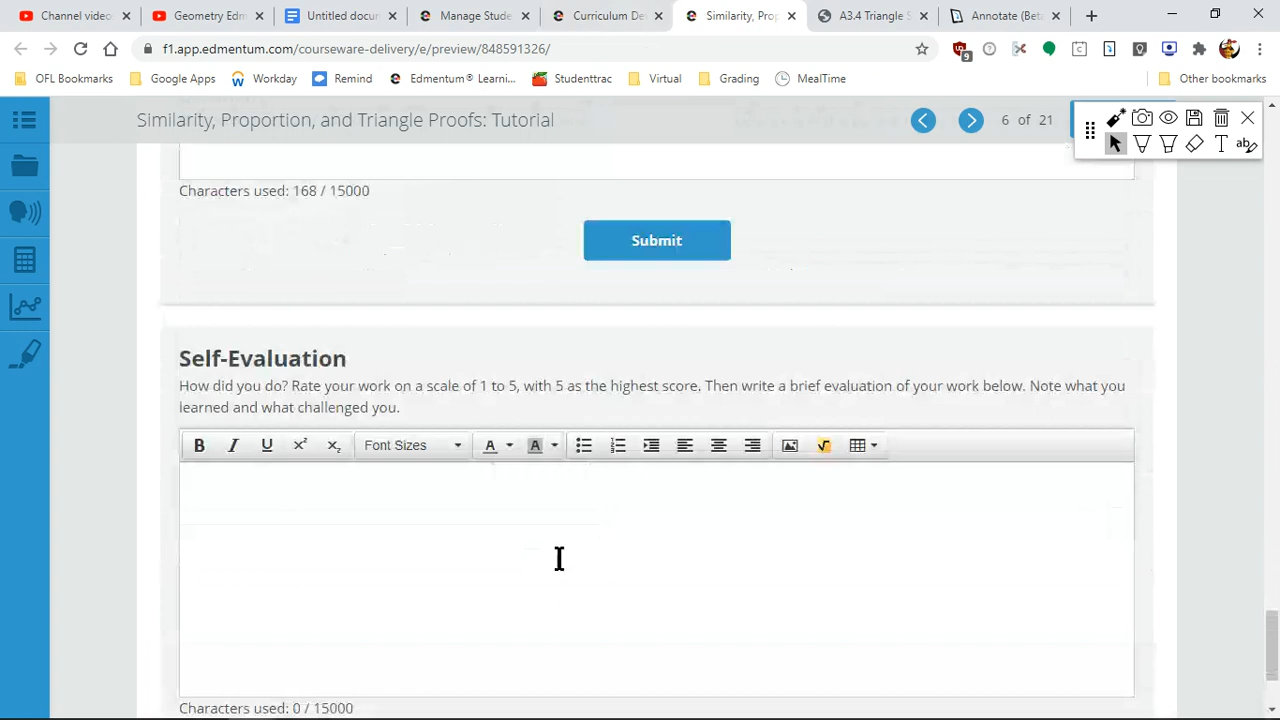 Channel video:
Geometry Edm
Untitled docu
Manage Stude
Curriculum De
Similarity, Prop
A3.4 Triangle S
Annotate (Beta
f1.app.edmentum.com/courseware-delivery/e/preview/848591326/
9
OFL Bookmarks
Google Apps
Workday
Remind
Edmentum ® Learni...
Studenttrac
Virtual
Grading
MealTime
Other bookmarks
Similarity, Proportion, and Triangle Proofs: Tutorial
6 of 21
Characters used: 168 / 15000
Submit
Self-Evaluation
How did you do? Rate your work on a scale of 1 to 5, with 5 as the highest score. Then write a brief evaluation of your work below. Note what you
learned and what challenged you.
Font Sizes
Characters used: 0 / 15000